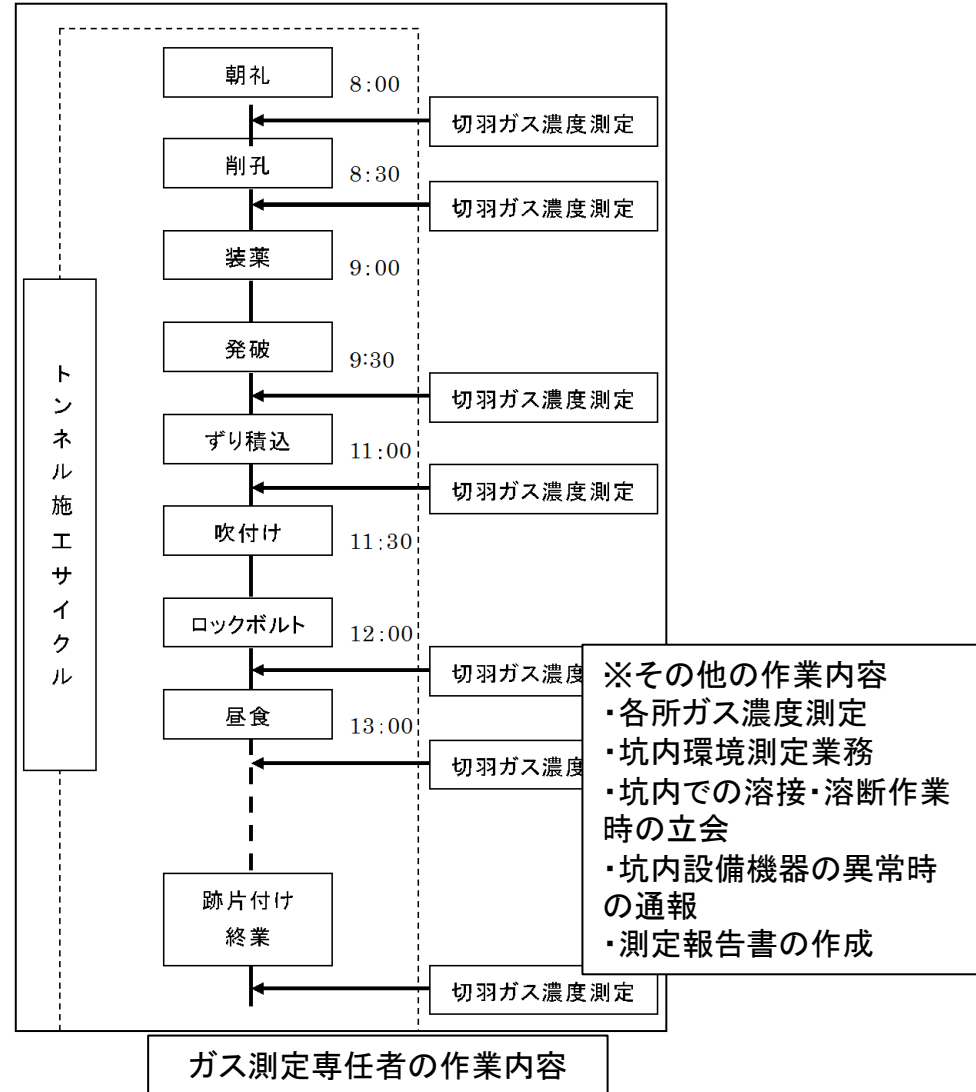 朝礼
8:00
切羽ガス濃度測定
削孔
8:30
切羽ガス濃度測定
装薬
9:00
発破
9:30
切羽ガス濃度測定
ずり積込
11:00
切羽ガス濃度測定
吹付け
11:30
ロックボルト
12:00
切羽ガス濃度
昼食
13:00
切羽ガス濃度
跡片付け
終業
切羽ガス濃度測定
トンネル施工サイクル
※その他の作業内容
・各所ガス濃度測定
・坑内環境測定業務
・坑内での溶接・溶断作業
時の立会
・坑内設備機器の異常時
の通報
・測定報告書の作成
ガス測定専任者の作業内容